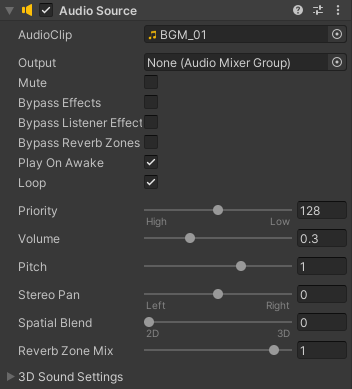 Audio Source
AudioClip BGM_01
Output None (Audio Mixer Group)
Mute
Bypass Effects
Bypass Listener Effect
Bypass Reverb Zones
Play On Awake
Loop
Priority 128
High Low
Volume 0.3
Pitch 1
Stereo Pan 0
Left Right
Spatial Blend 0
2D 3D
Reverb Zone Mix 1
3D Sound Settings